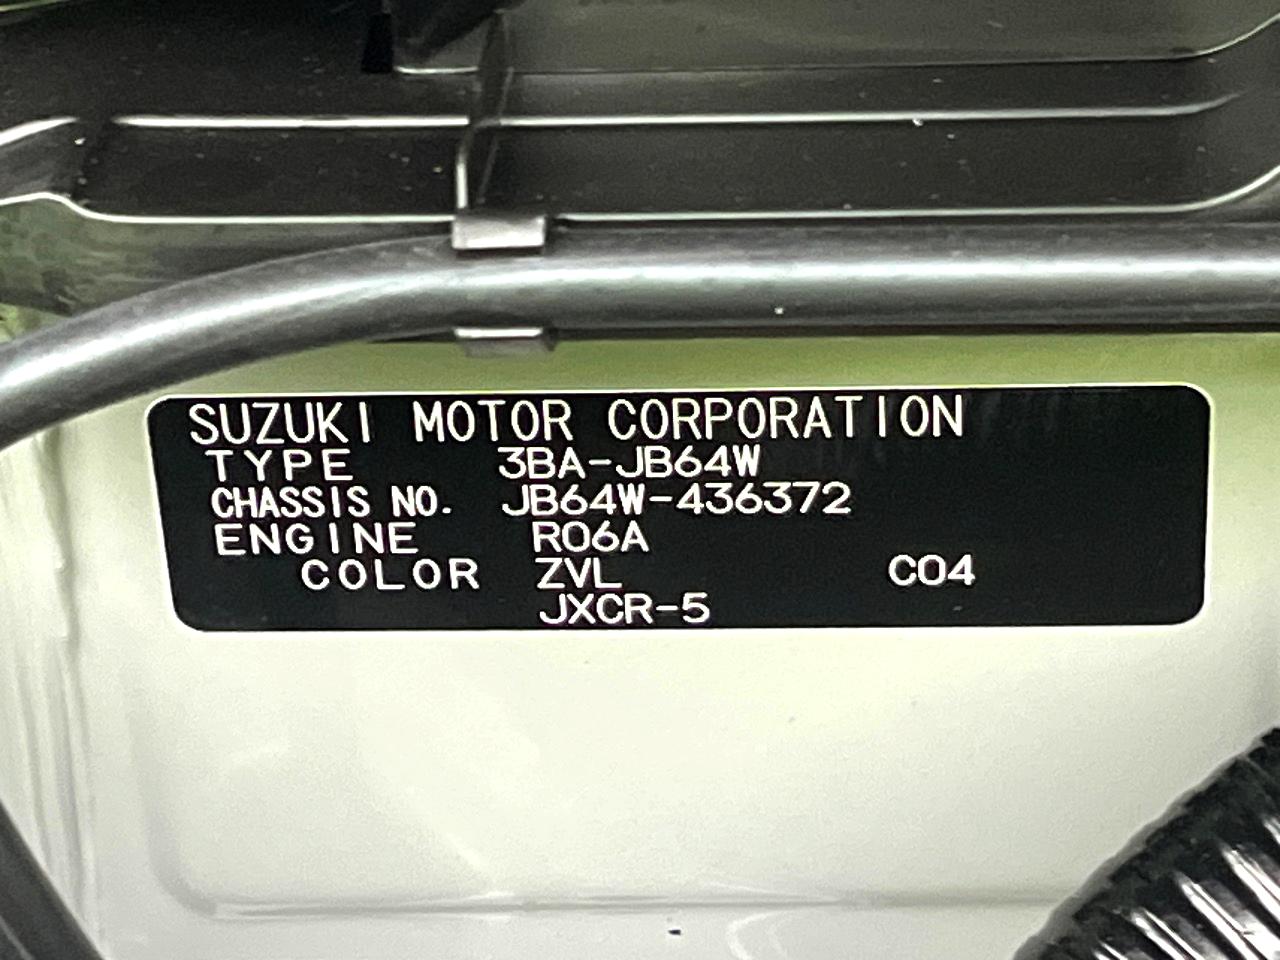 SUZUKI MOTOR CORPORATION
TYPE 3BA-JB64W
CHASSIS NO. JB64W-436372
ENGINE R06A
COLOR ZVL C04
JXCR-5